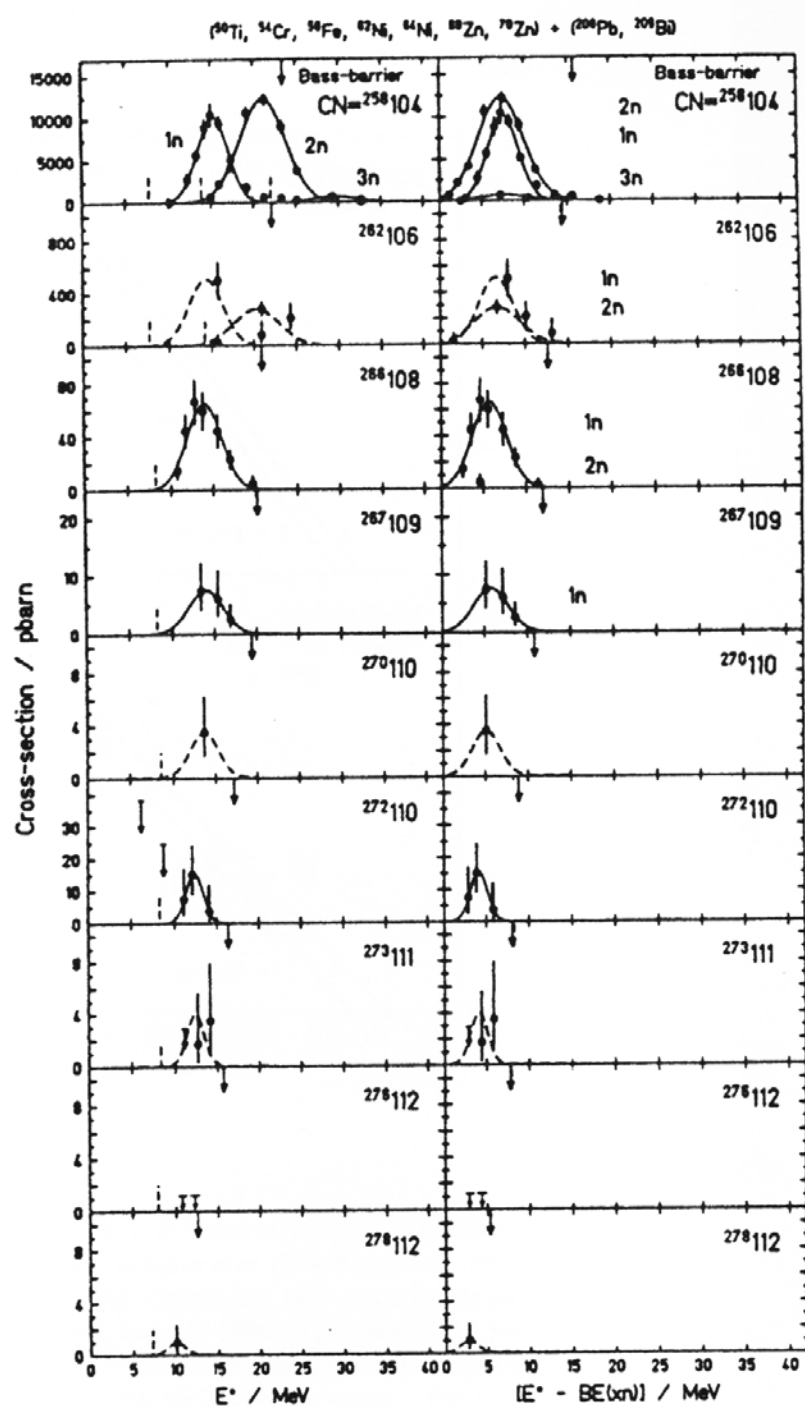 (⁵⁰Ti, ⁵⁴Cr, ⁵⁸Fe, ⁶²Ni, ⁶⁴Ni, ⁶⁸Zn, ⁷⁰Zn) + (²⁰⁸Pb, ²⁰⁹Bi)
Bass-barrier
CN=²⁵⁸104
1n
2n
3n
15000
10000
5000
0
Bass-barrier
CN=²⁵⁸104
2n
1n
3n
800
400
0
²⁶²106
²⁶²106
1n
2n
80
40
0
²⁶⁶108
²⁶⁶108
1n
2n
20
10
0
²⁶⁷109
²⁶⁷109
1n
8
4
0
²⁷⁰110
²⁷⁰110
30
20
10
0
²⁷²110
²⁷²110
8
4
0
²⁷³111
²⁷³111
8
4
0
²⁷⁶112
²⁷⁶112
8
4
0
²⁷⁸112
²⁷⁸112
Cross-section / pbarn
0 5 10 15 20 25 30 35 40
0 5 10 15 20 25 30 35 40
E* / MeV
[E* - BE(xn)] / MeV